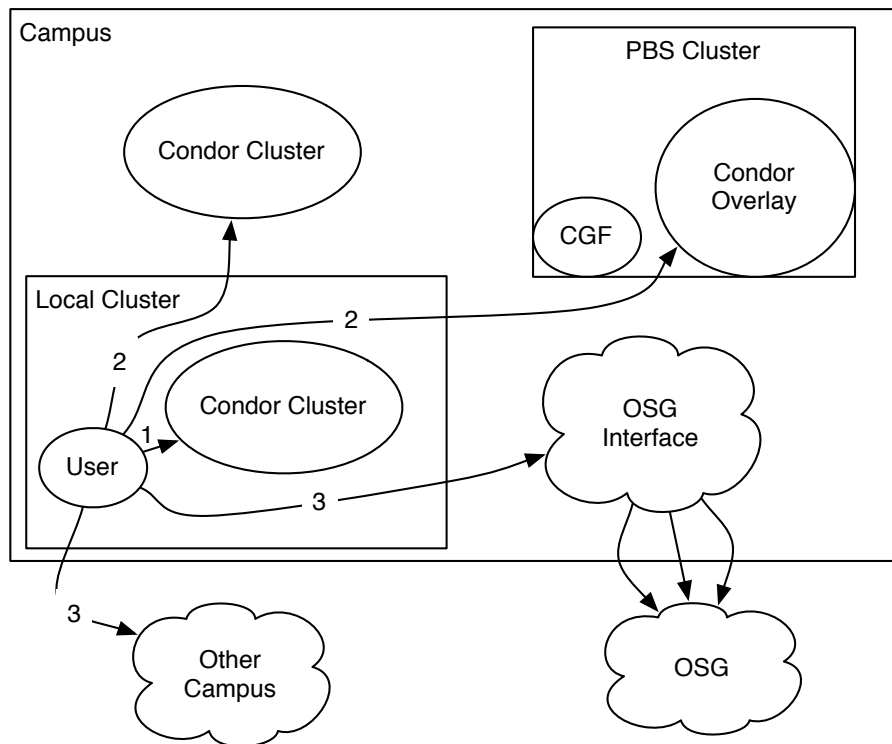 Campus
PBS Cluster
Condor Cluster
Condor
Overlay
CGF
Local Cluster
2
2
Condor Cluster
1
User
OSG
Interface
3
3
Other
Campus
OSG